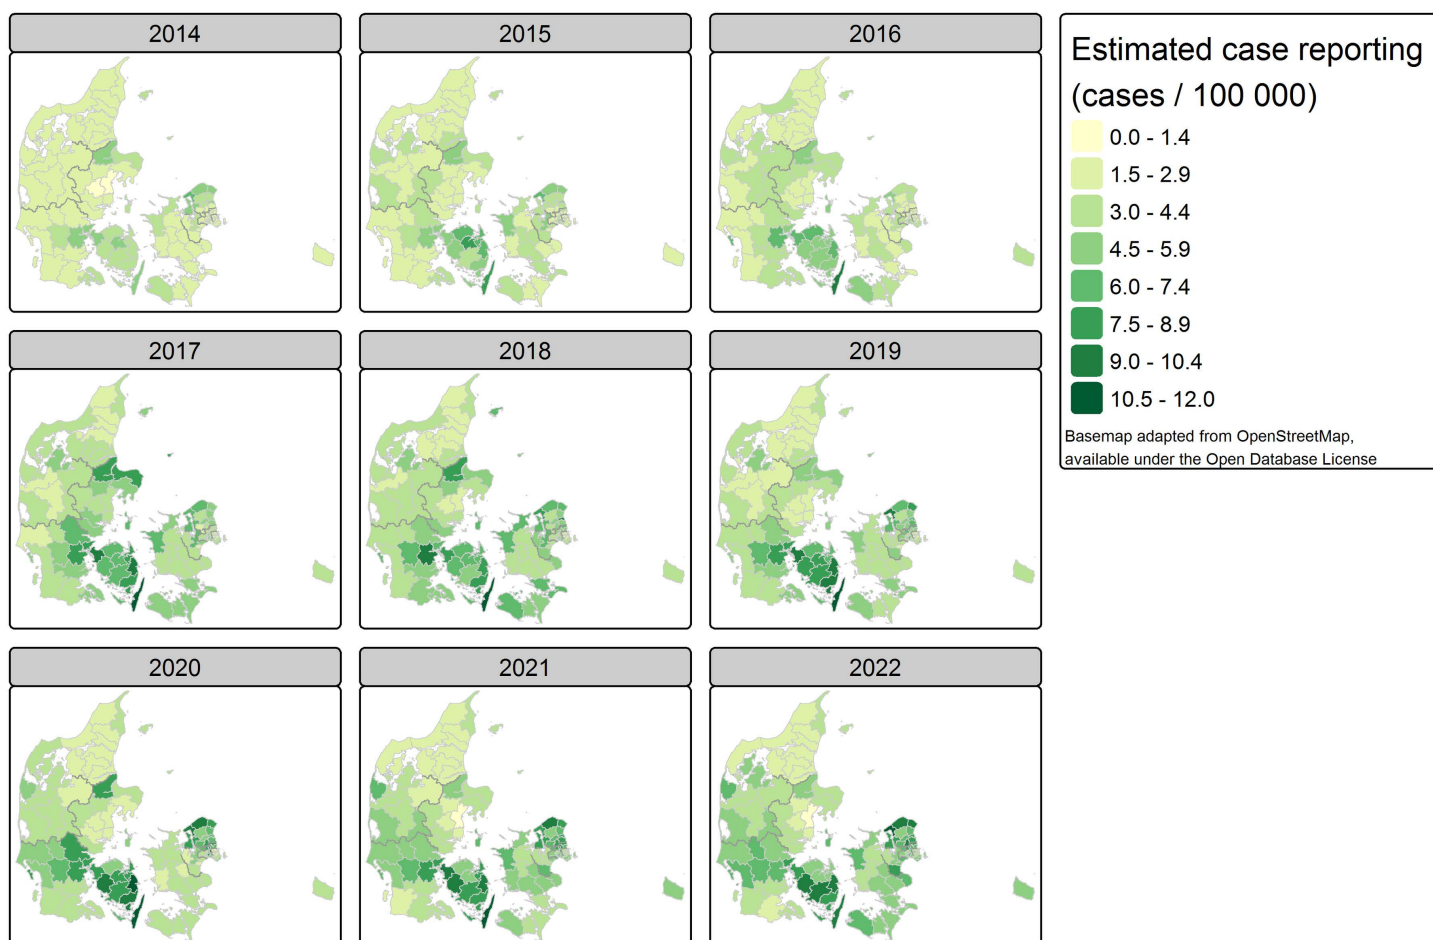 2014
2015
2016
Estimated case reporting
(cases / 100 000)
0.0 - 1.4
1.5 - 2.9
3.0 - 4.4
4.5 - 5.9
6.0 - 7.4
7.5 - 8.9
9.0 - 10.4
10.5 - 12.0
Basemap adapted from OpenStreetMap,
available under the Open Database License
2017
2018
2019
2020
2021
2022